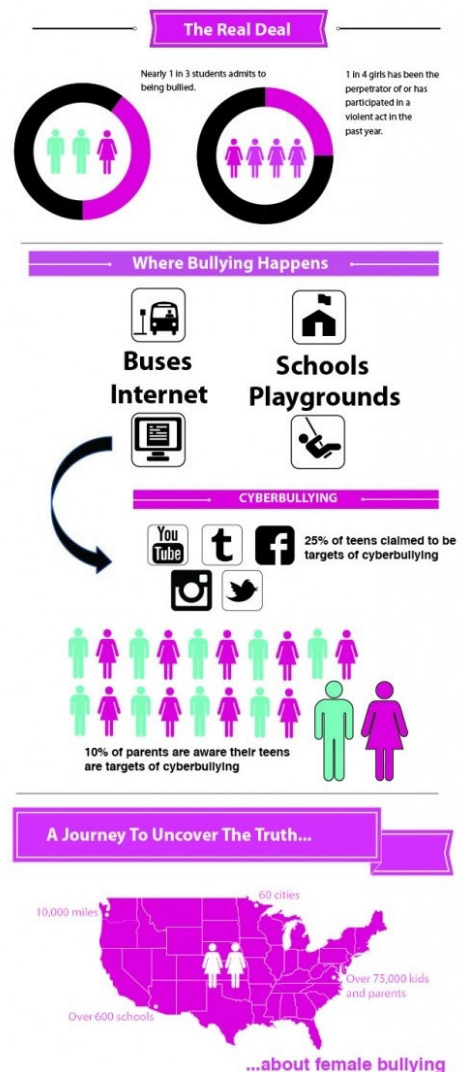 The Real Deal
Nearly 1 in 3 students admits to
being bullied.
1 in 4 girls has been the
perpetrator of or has
participated in a
violent act in the
past year.
Where Bullying Happens
Buses
Internet
Schools
Playgrounds
CYBERBULLYING
You
Tube
t
f
25% of teens claimed to be
targets of cyberbullying
10% of parents are aware their teens
are targets of cyberbullying
A Journey To Uncover The Truth...
60 cities
10,000 miles
Over 75,000 kids
and parents
Over 600 schools
...about female bullying